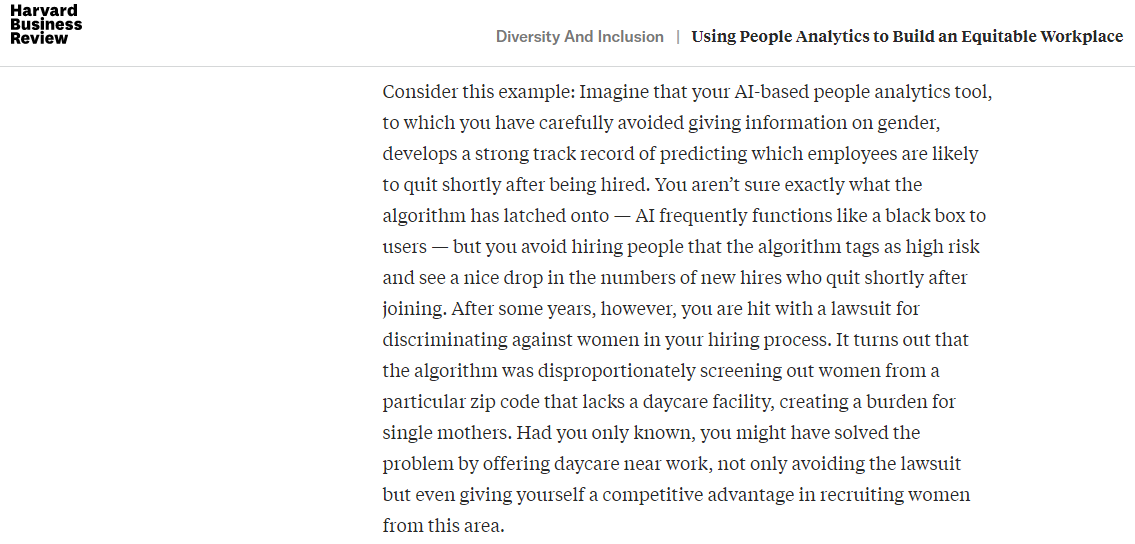 Harvard
Business
Review
Diversity And Inclusion | Using People Analytics to Build an Equitable Workplace
Consider this example: Imagine that your AI-based people analytics tool,
to which you have carefully avoided giving information on gender,
develops a strong track record of predicting which employees are likely
to quit shortly after being hired. You aren’t sure exactly what the
algorithm has latched onto — AI frequently functions like a black box to
users — but you avoid hiring people that the algorithm tags as high risk
and see a nice drop in the numbers of new hires who quit shortly after
joining. After some years, however, you are hit with a lawsuit for
discriminating against women in your hiring process. It turns out that
the algorithm was disproportionately screening out women from a
particular zip code that lacks a daycare facility, creating a burden for
single mothers. Had you only known, you might have solved the
problem by offering daycare near work, not only avoiding the lawsuit
but even giving yourself a competitive advantage in recruiting women
from this area.